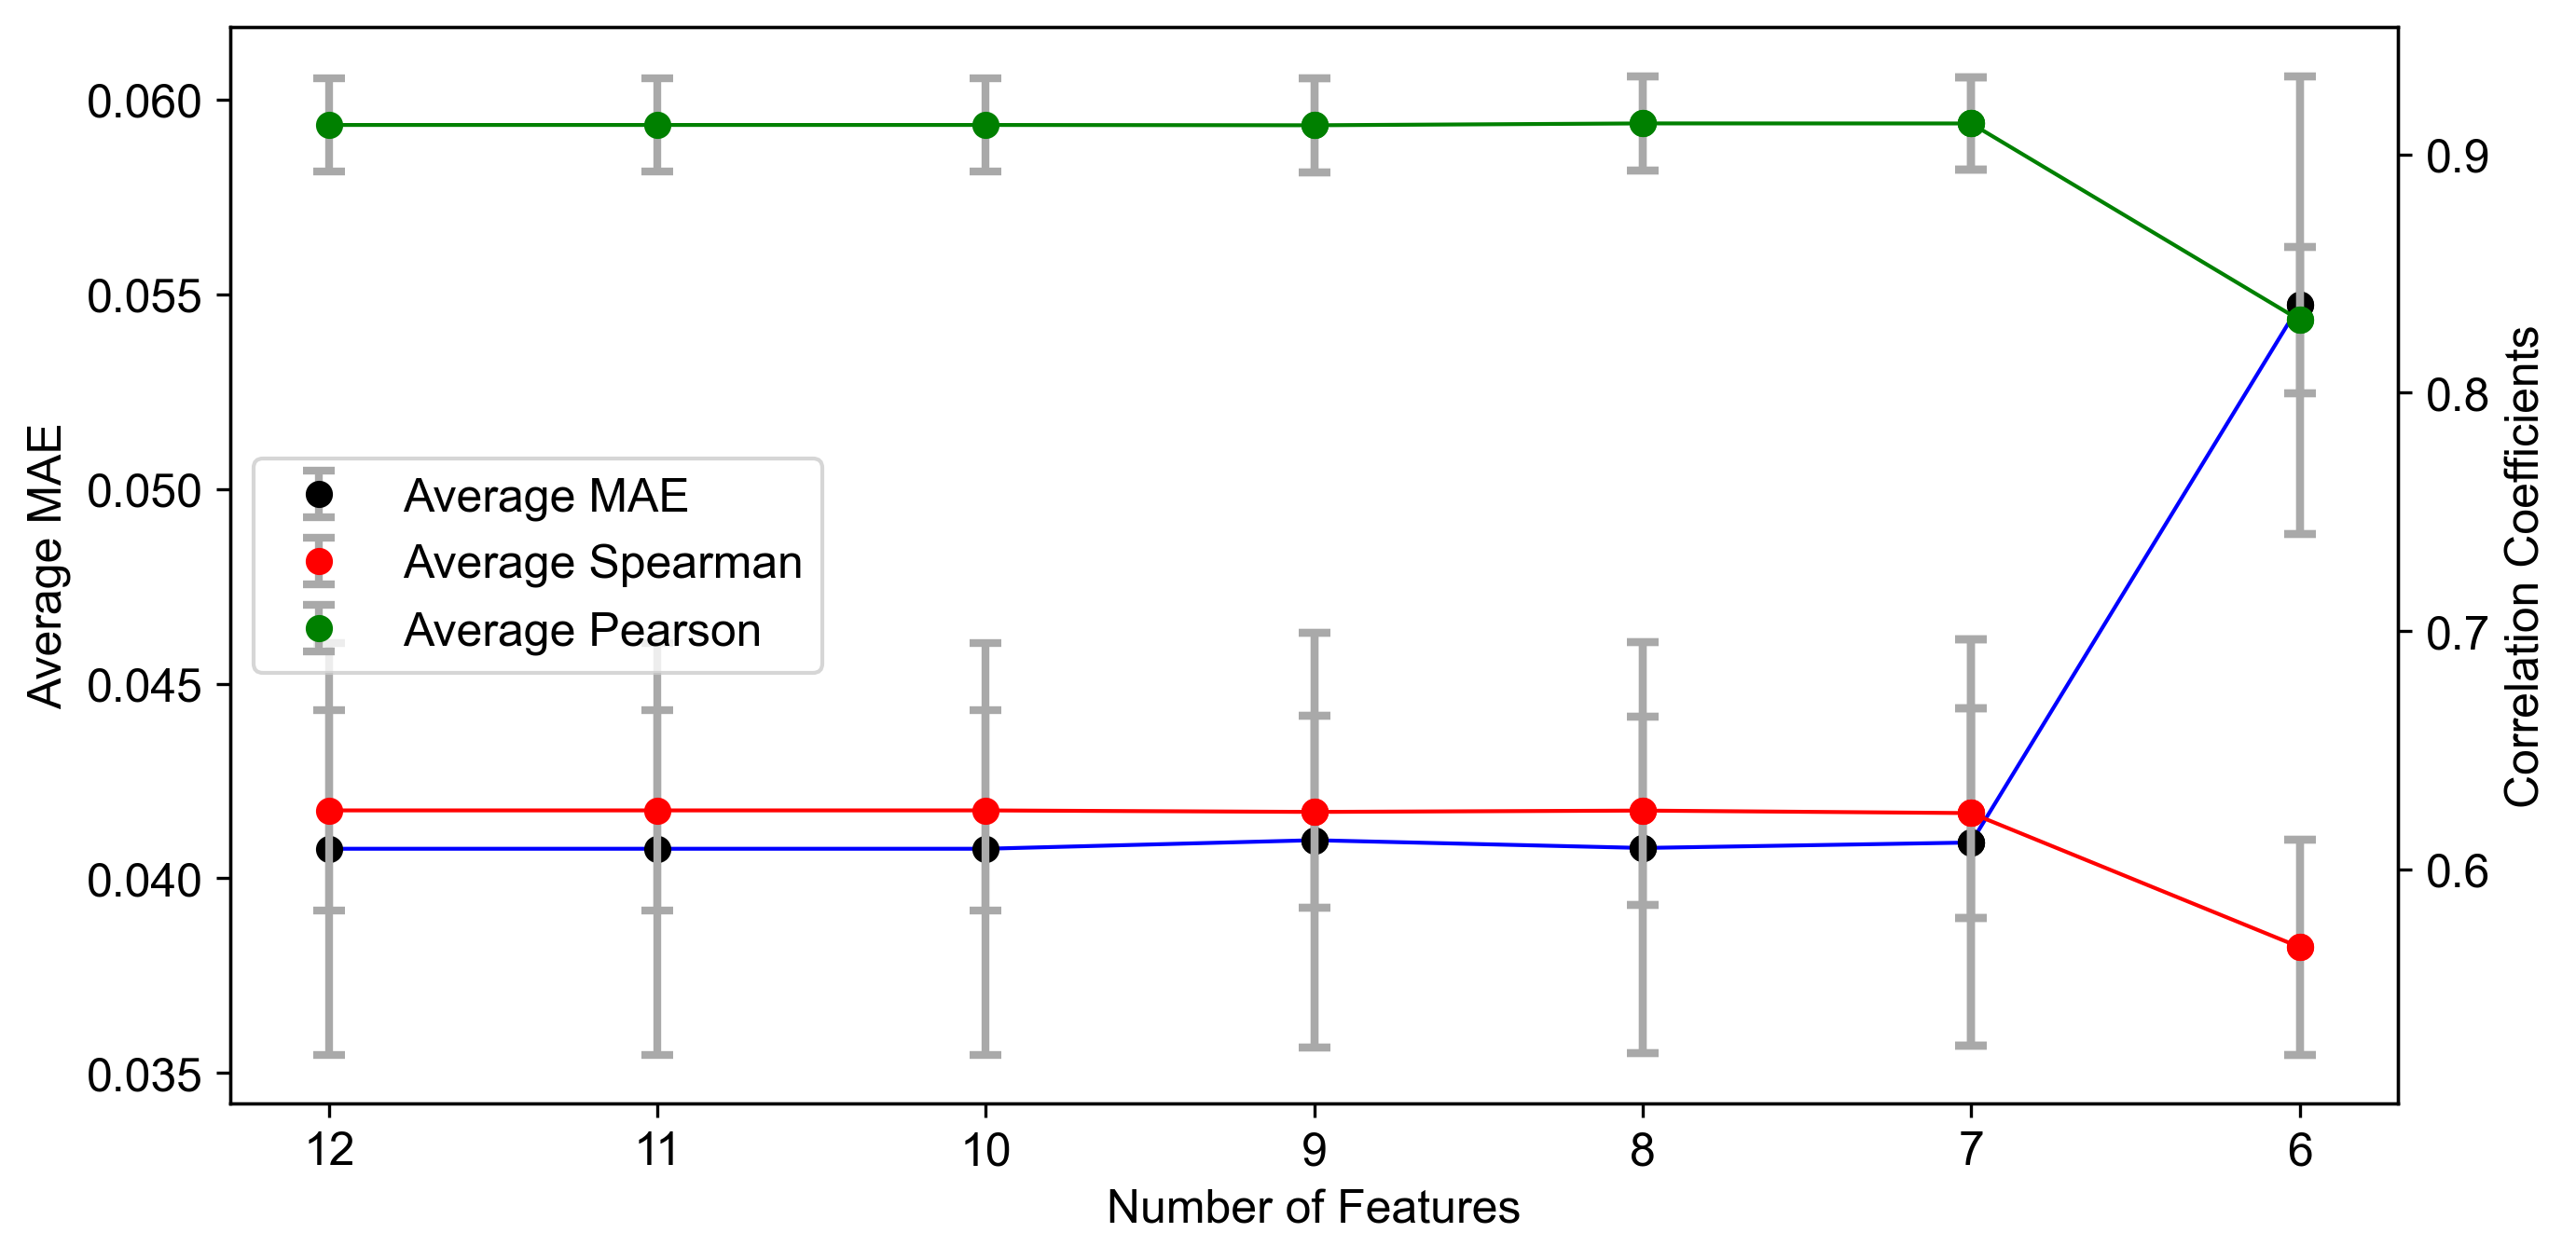 0.060
0.055
0.050
0.045
0.040
0.035
Average MAE
Average MAE
Average Spearman
Average Pearson
0.9
0.8
0.7
0.6
Correlation Coefficients
12 11 10 9 8 7 6
Number of Features